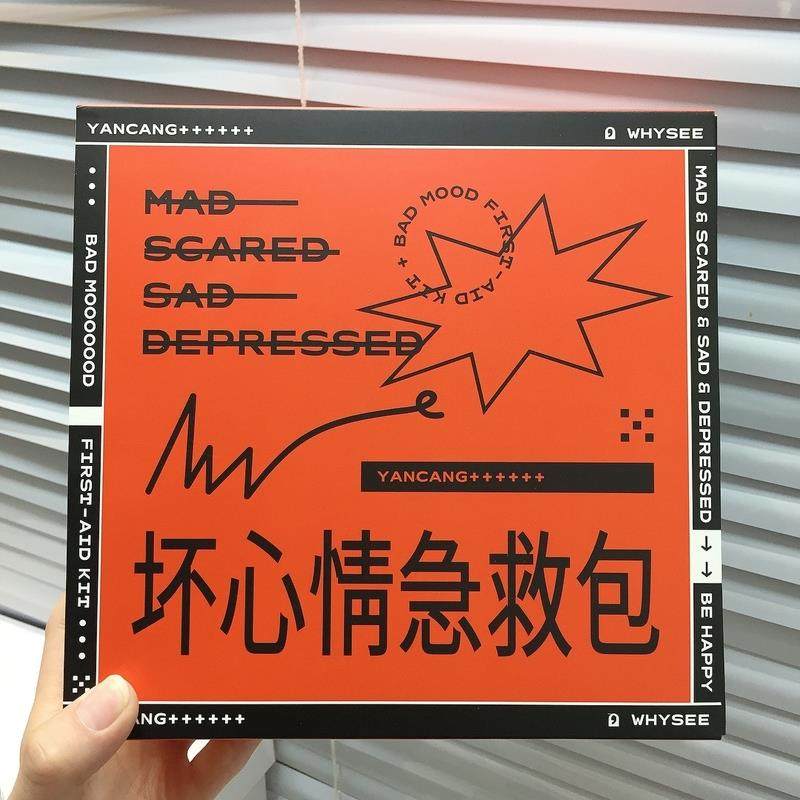 YANCANG++++++
WHYSEE
MAD
SCARED
SAD
DEPRESSED
+ BAD MOOD FIRST-AID KIT
YANCANG++++++
坏心情急救包
BAD MOOOOOOD
FIRST-AID KIT
MAD & SCARED & SAD & DEPRESSED
↓ ↓
BE HAPPY
ANG++++++
WHYSEE